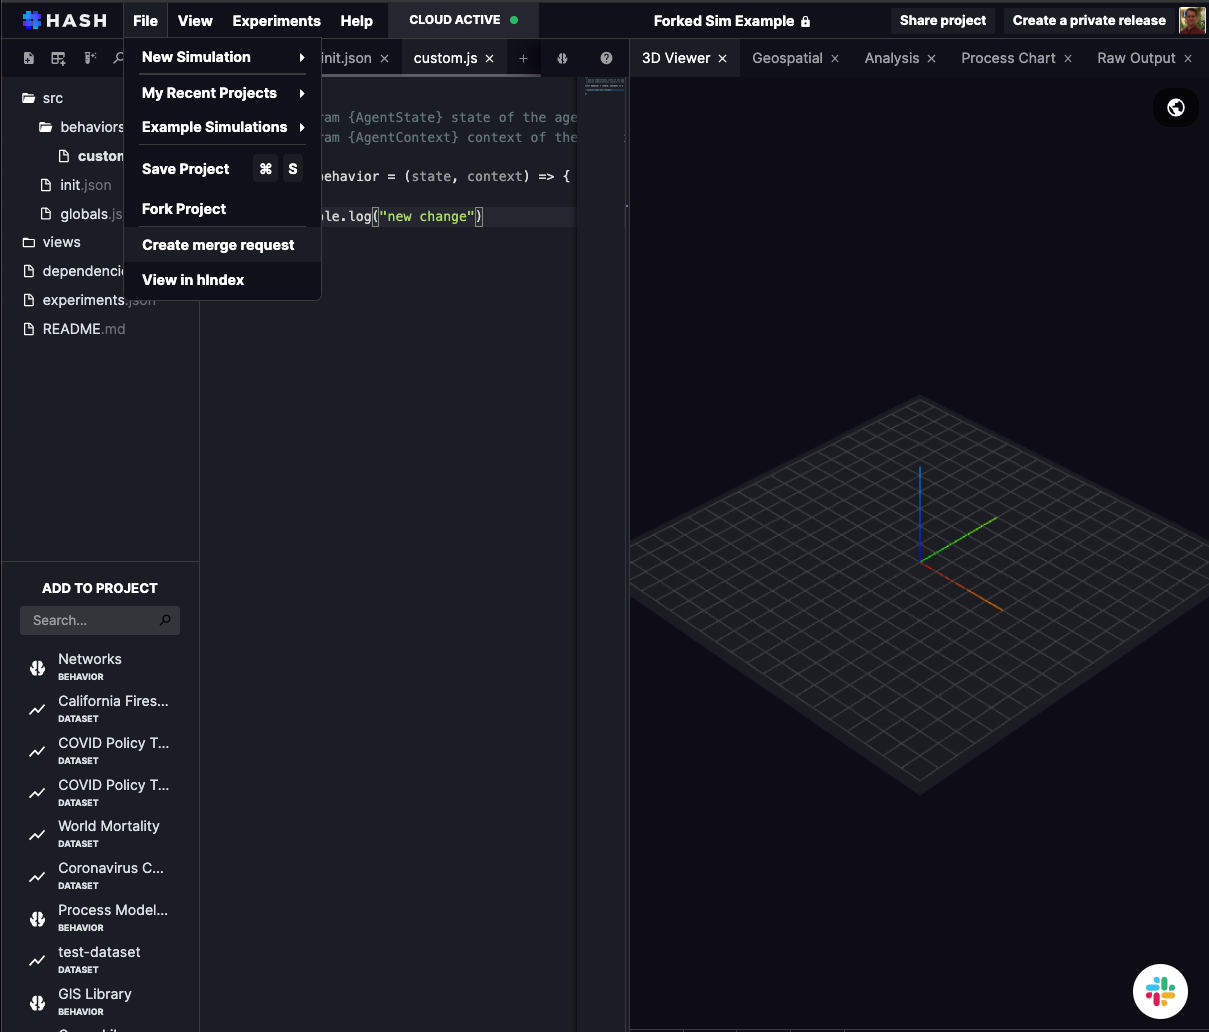 HASH
File
View
Experiments
Help
CLOUD ACTIVE
Forked Sim Example
Share project
Create a private release
New Simulation
My Recent Projects
Example Simulations
Save Project ⌘ S
Fork Project
Create merge request
View in hIndex
src
behaviors
custom
init.json
globals.js
views
dependencie
experiments.json
README.md
init.json
custom.js
ram {AgentState} state of the age
ram {AgentContext} context of the
behavior = (state, context) => {
le.log("new change")
3D Viewer
Geospatial
Analysis
Process Chart
Raw Output
ADD TO PROJECT
Search...
Networks
BEHAVIOR
California Fires...
DATASET
COVID Policy T...
DATASET
COVID Policy T...
DATASET
World Mortality
DATASET
Coronavirus C...
DATASET
Process Model...
BEHAVIOR
test-dataset
DATASET
GIS Library
BEHAVIOR